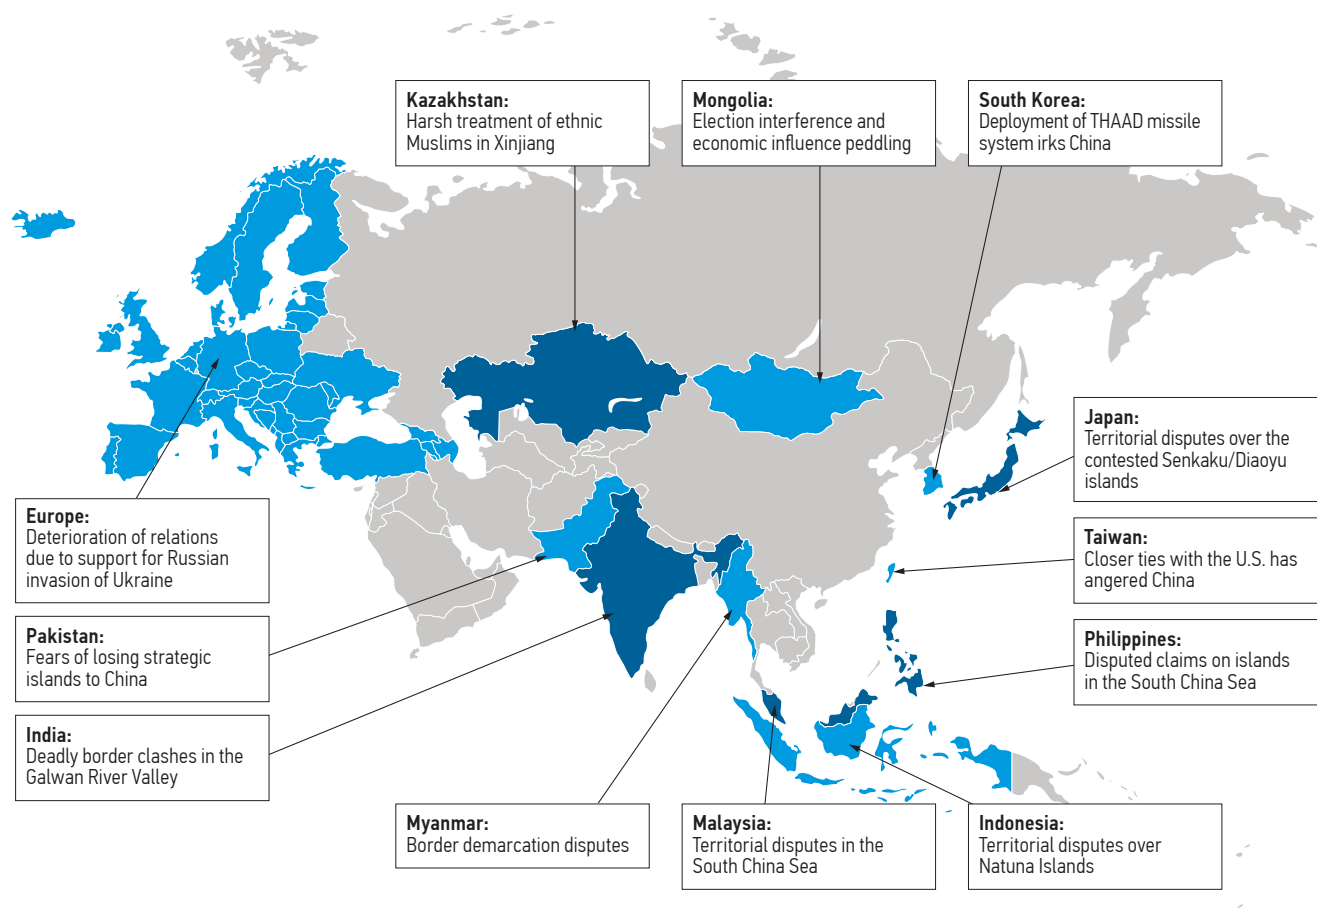 Kazakhstan:
Harsh treatment of ethnic
Muslims in Xinjiang
Mongolia:
Election interference and
economic influence peddling
South Korea:
Deployment of THAAD missile
system irks China
Japan:
Territorial disputes over the
contested Senkaku/Diaoyu
islands
Europe:
Deterioration of relations
due to support for Russian
invasion of Ukraine
Taiwan:
Closer ties with the U.S. has
angered China
Pakistan:
Fears of losing strategic
islands to China
Philippines:
Disputed claims on islands
in the South China Sea
India:
Deadly border clashes in the
Galwan River Valley
Myanmar:
Border demarcation disputes
Malaysia:
Territorial disputes in the
South China Sea
Indonesia:
Territorial disputes over
Natuna Islands